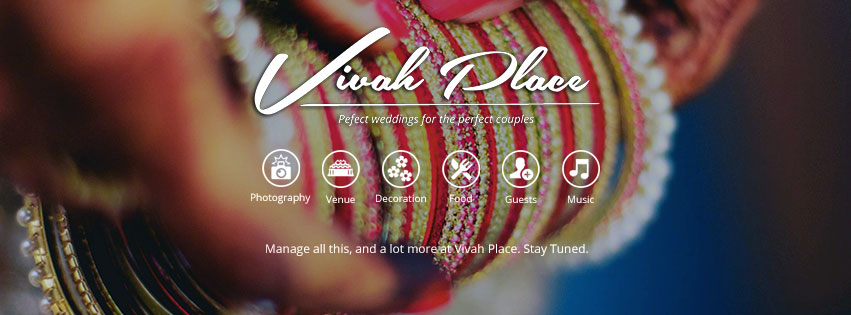 Vivah Place
Pefect weddings for the perfect couples
Photography Venue Decoration Food Guests Music
Manage all this, and a lot more at Vivah Place. Stay Tuned.